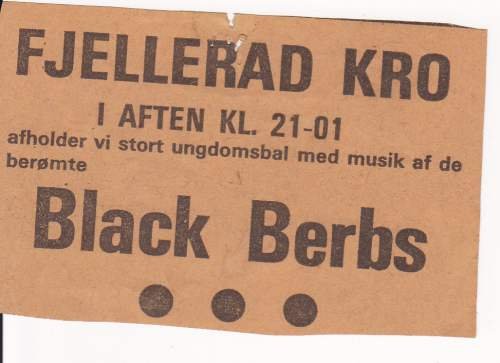 FJELLERAD KRO
I AFTEN KL. 21-01
afholder vi stort ungdomsbal med musik af de
berømte
Black Berbs